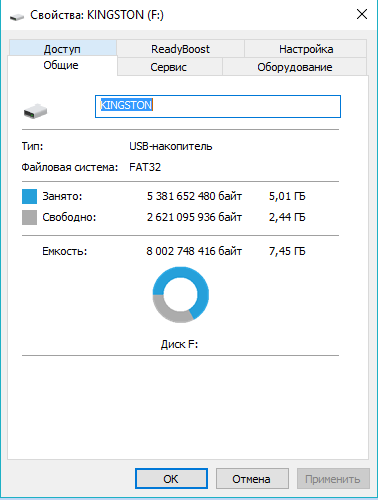 Свойства: KINGSTON (F:)
Доступ ReadyBoost Настройка
Общие Сервис Оборудование
KINGSTON
Тип: USB-накопитель
Файловая система: FAT32
Занято: 5 381 652 480 байт 5,01 ГБ
Свободно: 2 621 095 936 байт 2,44 ГБ
Емкость: 8 002 748 416 байт 7,45 ГБ
Диск F:
ОК Отмена Применить